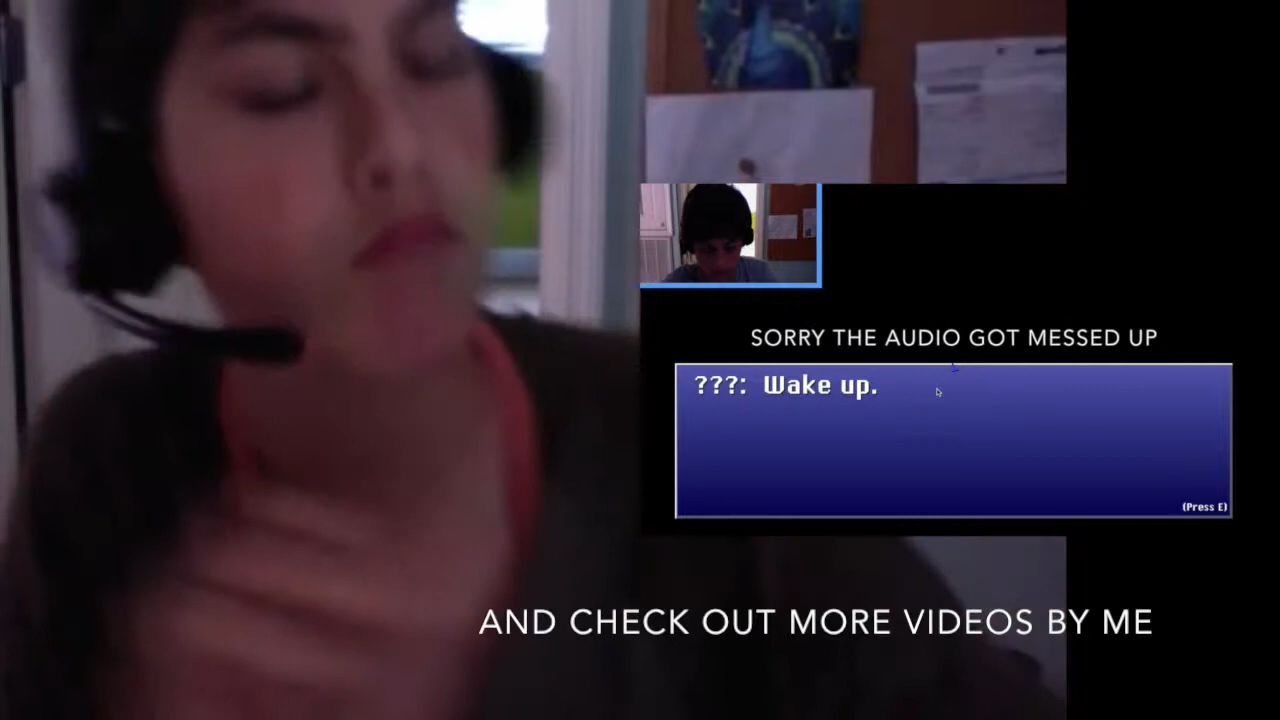 SORRY THE AUDIO GOT MESSED UP
???: Wake up.
(Press E)
AND CHECK OUT MORE VIDEOS BY ME